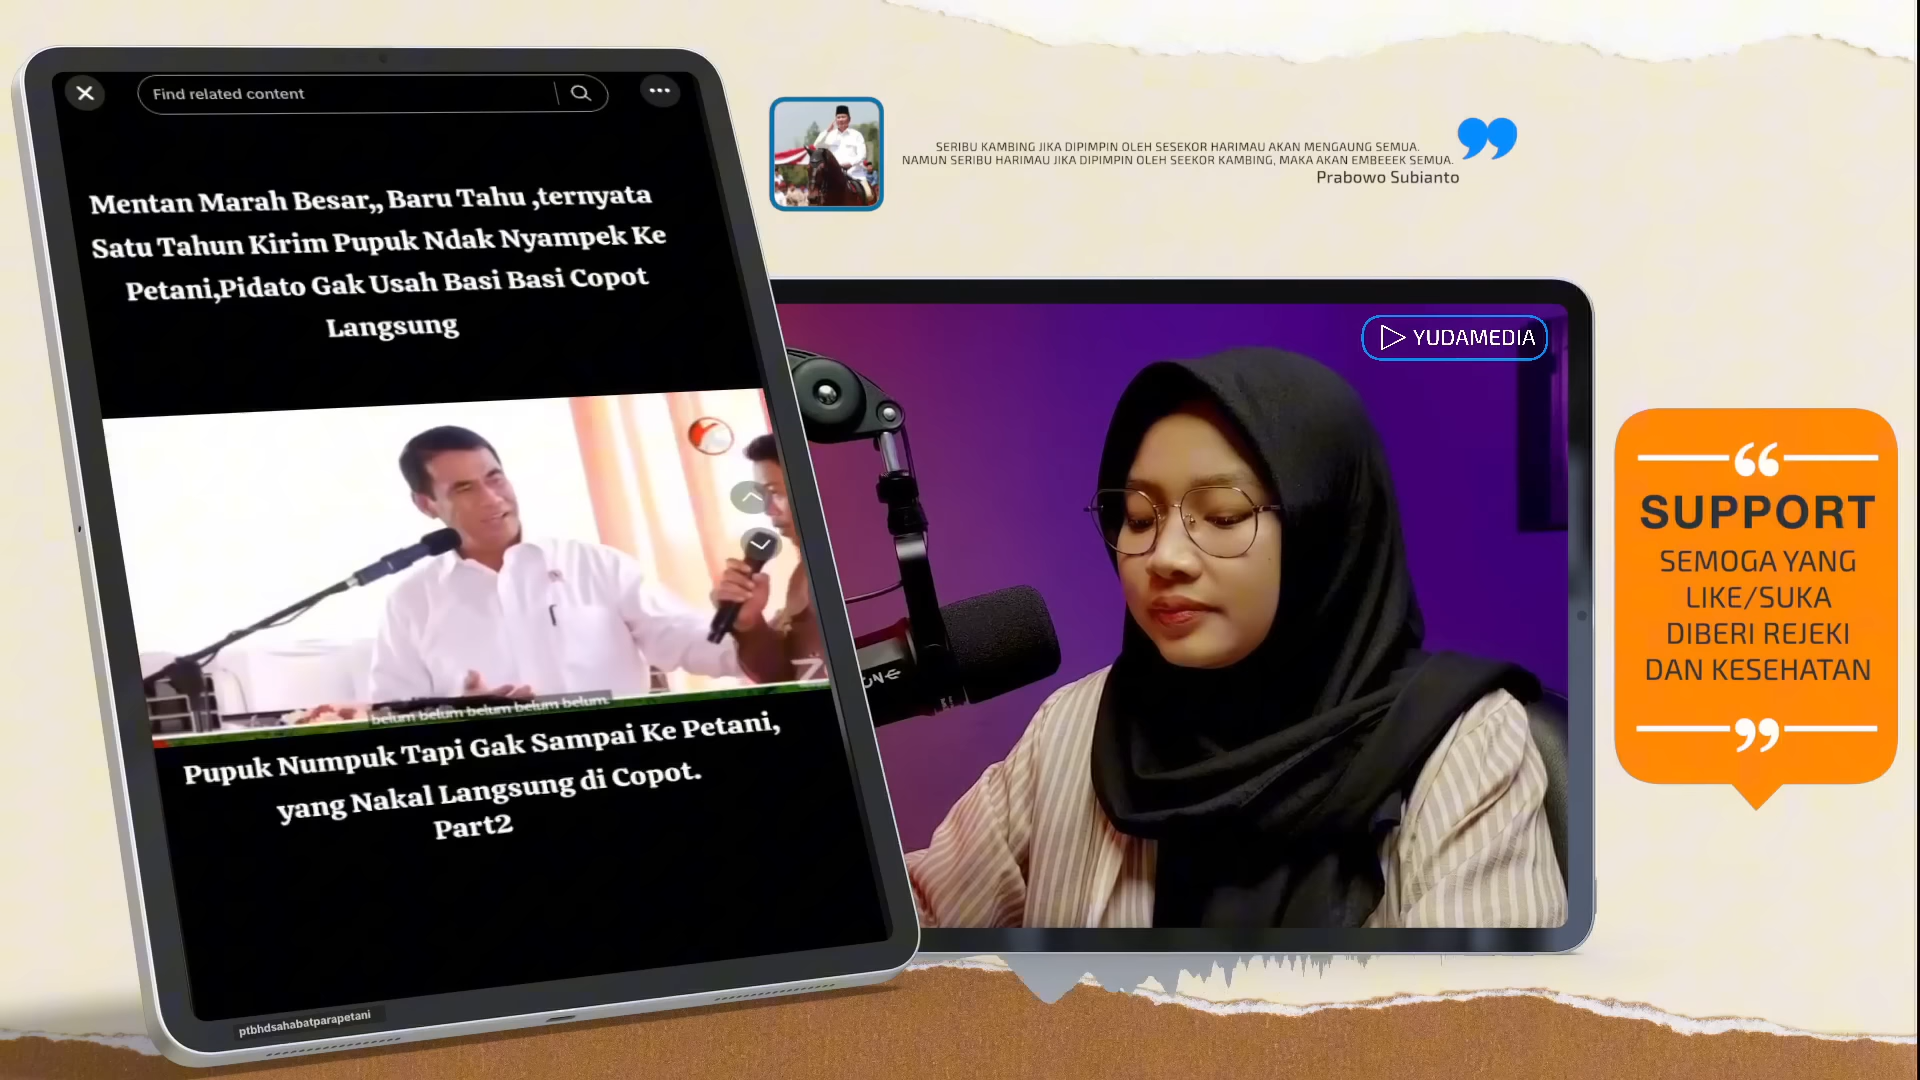 Find related content
Mentan Marah Besar,, Baru Tahu ,ternyata
Satu Tahun Kirim Pupuk Ndak Nyampek Ke
Petani,Pidato Gak Usah Basi Basi Copot
Langsung
belum belum belum belum belum
Pupuk Numpuk Tapi Gak Sampai Ke Petani,
yang Nakal Langsung di Copot.
Part2
ptbhdsahabatparapetani
SERIBU KAMBING JIKA DIPIMPIN OLEH SESEKOR HARIMAU AKAN MENGAUNG SEMUA.
NAMUN SERIBU HARIMAU JIKA DIPIMPIN OLEH SEEKOR KAMBING, MAKA AKAN EMBEEEK SEMUA.
Prabowo Subianto
YUDAMEDIA
SUPPORT
SEMOGA YANG
LIKE/SUKA
DIBERI REJEKI
DAN KESEHATAN